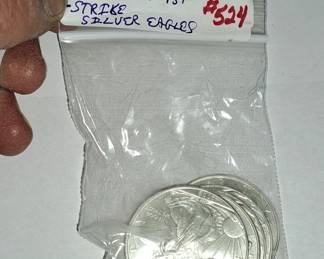 1ST
-STRIKE #524
SILVER EAGLES